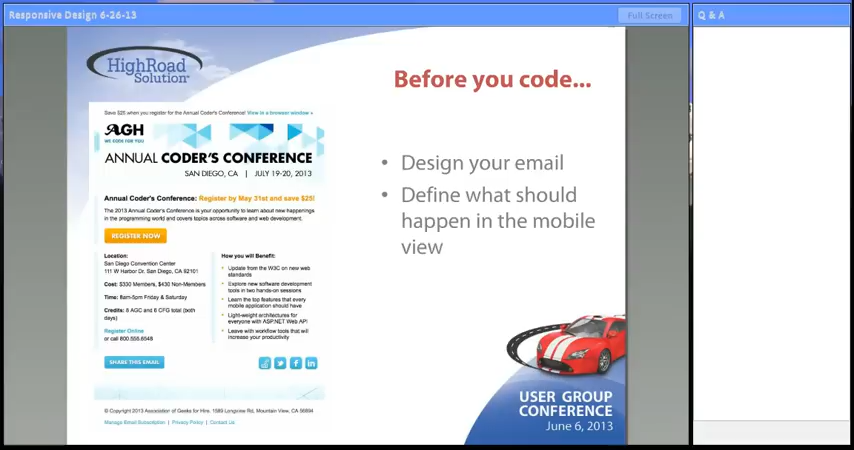 Responsive Design 6-26-13
Full Screen
Q & A
HighRoad
Solution
Before you code...
• Design your email
• Define what should
happen in the mobile
view
Save $25 when you register for the Annual Coder's Conference! View in a browser window »
AGH
WE CODE FOR YOU
ANNUAL CODER'S CONFERENCE
SAN DIEGO, CA | JULY 19-20, 2013
Annual Coder's Conference: Register by May 31st and save $25!
The 2013 Annual Coder's Conference is your opportunity to learn about new happenings
in the programming world and covers topics across software and web development.
REGISTER NOW
Location:
San Diego Convention Center
111 W Harbor Dr. San Diego, CA 92101
Cost: $330 Members, $430 Non-Members
Time: 8am-5pm Friday & Saturday
Credits: 8 AGC and 6 CFG total (both
days)
Register Online
or call 800.555.8548
How you will Benefit:
• Update from the W3C on new web
standards
• Explore new software development
tools in two hands-on sessions
• Learn the top features that every
mobile application should have
• Light-weight architectures for
everyone with ASP.NET Web API
• Leave with workflow tools that will
increase your productivity
SHARE THIS EMAIL
© Copyright 2013 Association of Geeks for Hire, 1589 Longview Rd, Mountain View, CA 56894
Manage Email Subscription | Privacy Policy | Contact Us
USER GROUP
CONFERENCE
June 6, 2013